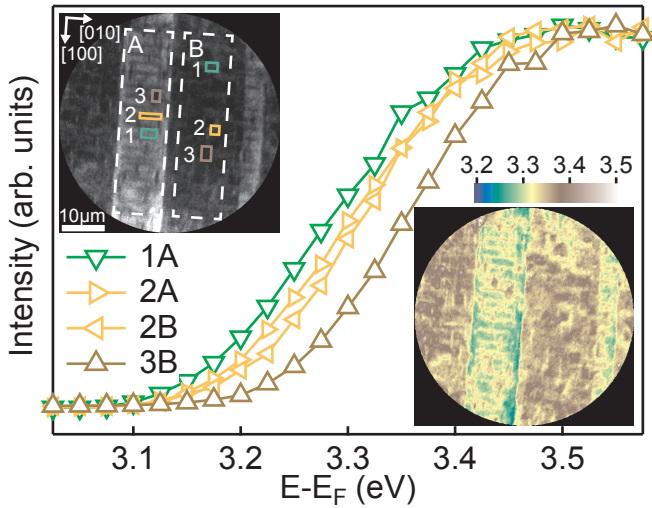 [010]
[100]
A
B
1
3
2
1
2
3
10μm
3.2 3.3 3.4 3.5
1A
2A
2B
3B
Intensity (arb. units)
3.1 3.2 3.3 3.4 3.5
E-E_F (eV)